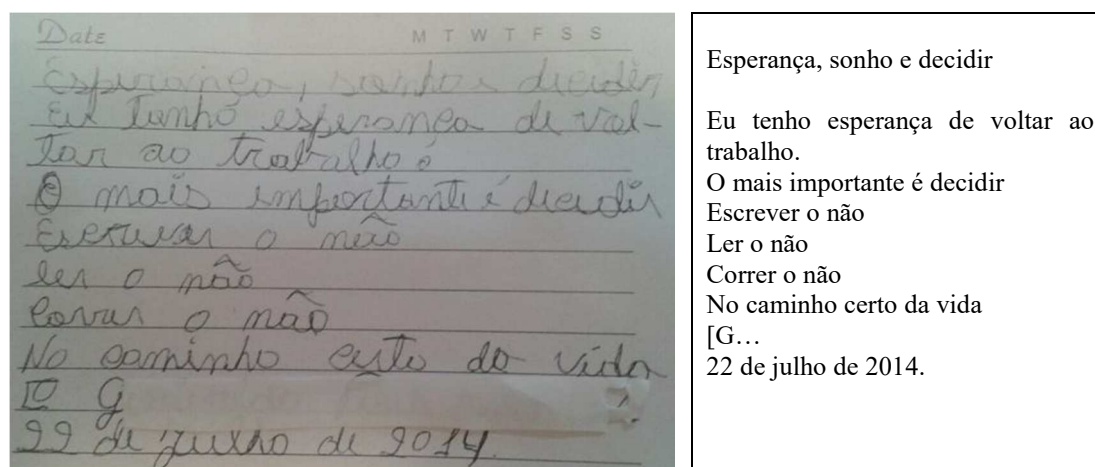 Date M T W T F S S
Esperança, sonho e decidir
Eu tenho esperança de vol-
tar ao trabalho.
O mais importante é decidir
Escrever o não
ler o não
Correr o não
No caminho certo da vida
G
22 de julho de 2014.
Esperança, sonho e decidir
Eu tenho esperança de voltar ao
trabalho.
O mais importante é decidir
Escrever o não
Ler o não
Correr o não
No caminho certo da vida
[G...
22 de julho de 2014.